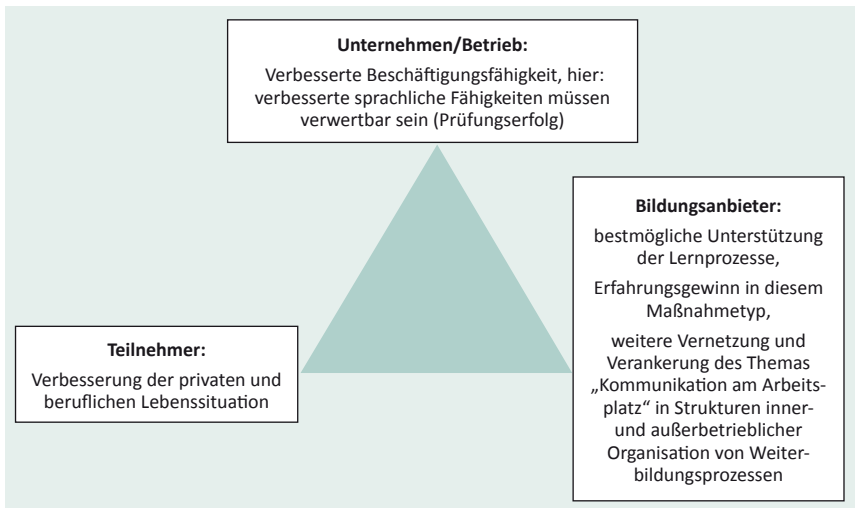 Unternehmen/Betrieb:
Verbesserte Beschäftigungsfähigkeit, hier:
verbesserte sprachliche Fähigkeiten müssen
verwertbar sein (Prüfungserfolg)
Bildungsanbieter:
bestmögliche Unterstützung
der Lernprozesse,
Erfahrungsgewinn in diesem
Maßnahmetyp,
weitere Vernetzung und
Verankerung des Themas
„Kommunikation am Arbeits-
platz“ in Strukturen inner-
und außerbetrieblicher
Organisation von Weiter-
bildungsprozessen
Teilnehmer:
Verbesserung der privaten und
beruflichen Lebenssituation